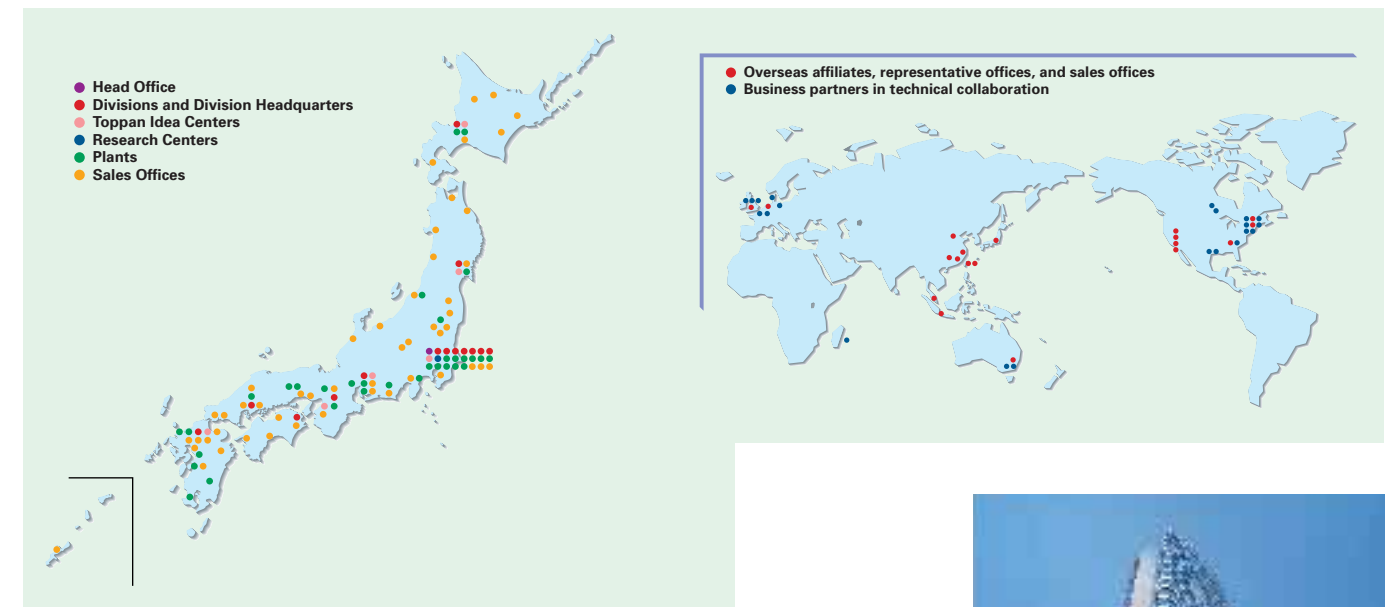 Head Office
Divisions and Division Headquarters
Toppan Idea Centers
Research Centers
Plants
Sales Offices
Overseas affiliates, representative offices, and sales offices
Business partners in technical collaboration